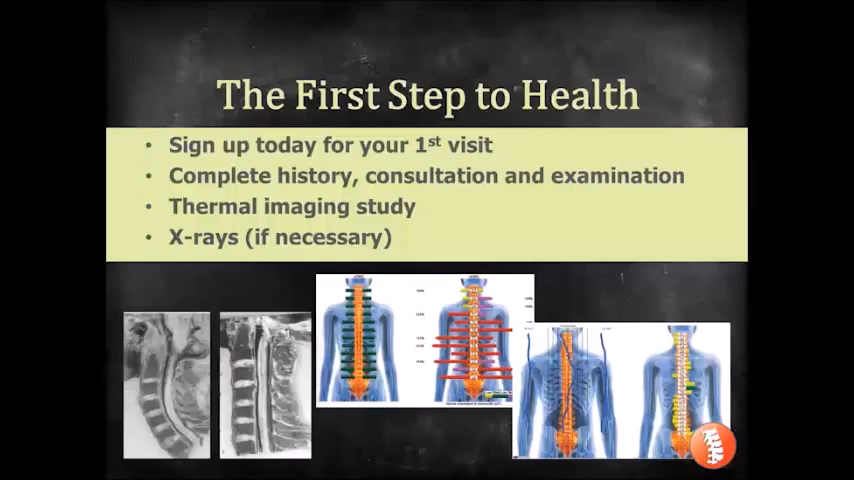 The First Step to Health
• Sign up today for your 1st visit
• Complete history, consultation and examination
• Thermal imaging study
• X-rays (if necessary)